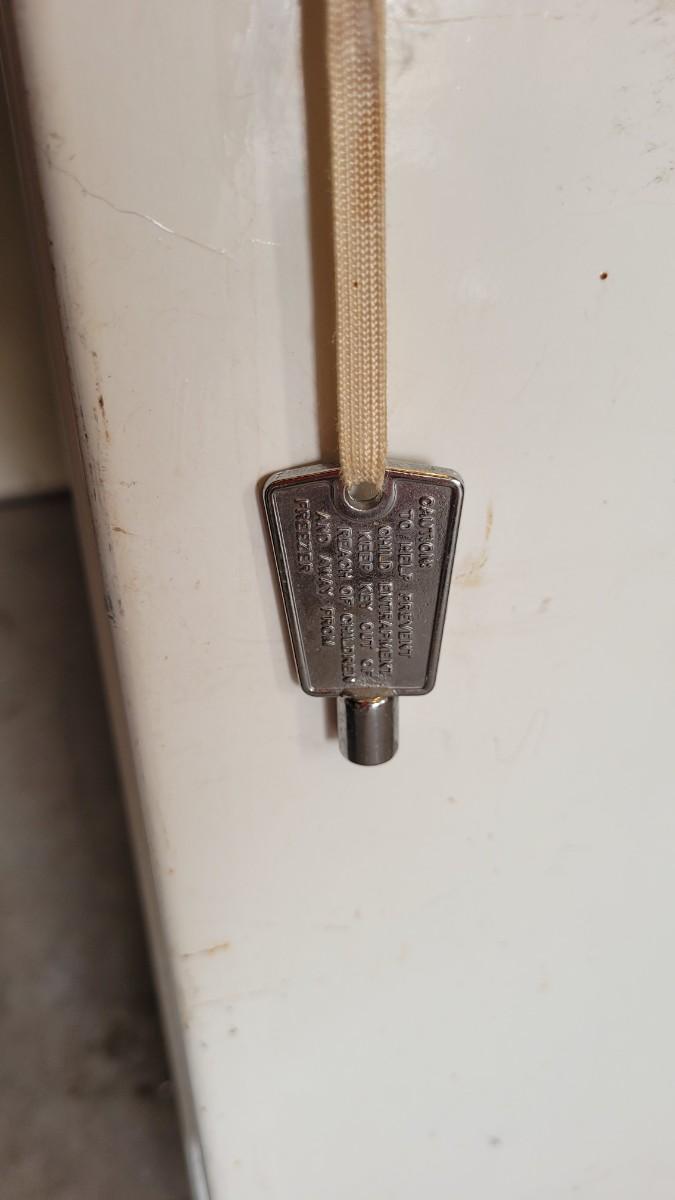 CAUTION
TO HELP PREVENT
CHILD ENTRAPMENT,
KEEP KEY OUT OF
REACH OF CHILDREN
AND AWAY FROM
FREEZER